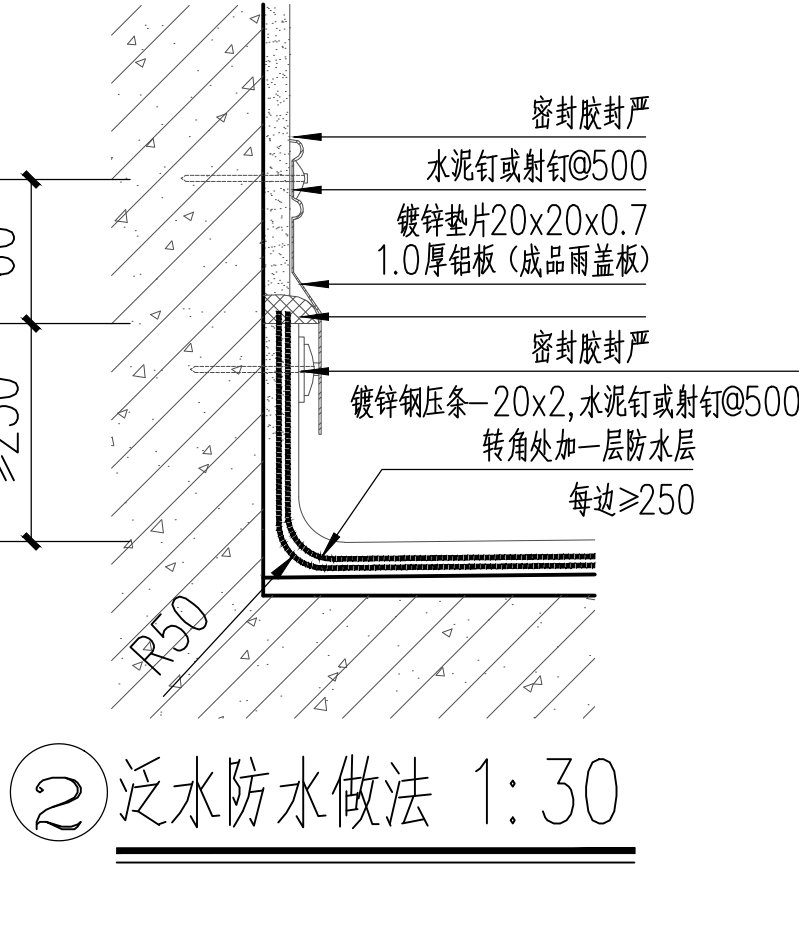 密封胶封严
水泥钉或射钉@500
镀锌垫片20x20x0.7
1.0厚铝板（成品雨盖板）
密封胶封严
镀锌钢压条—20x2,水泥钉或射钉@500
转角处加一层防水层
每边≥250
≥250
R50
2 泛水防水做法 1:30